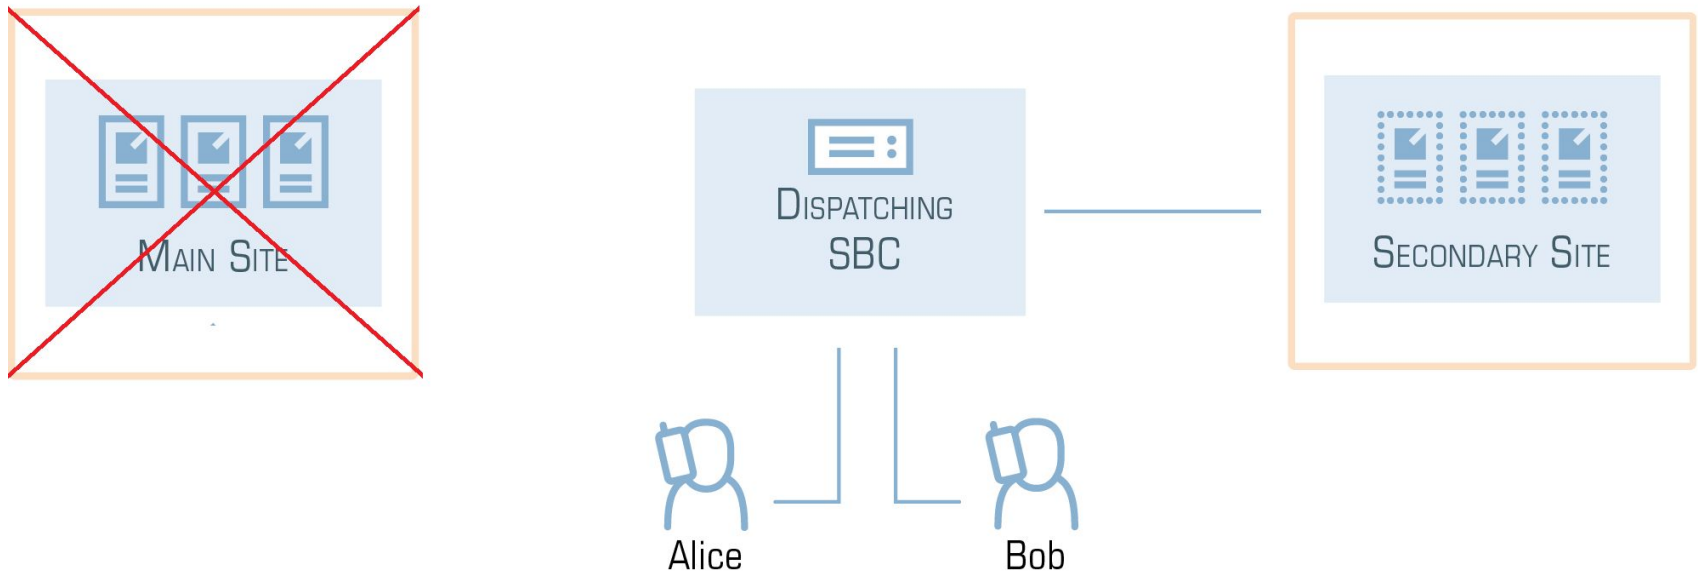 Main Site
Dispatching
SBC
Secondary Site
Alice
Bob